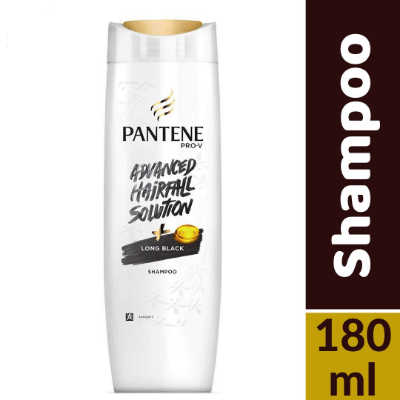 PANTENE
PRO-V
ADVANCED
HAIRFALL
SOLUTION
+
LONG BLACK
SHAMPOO
Shampoo
180
ml